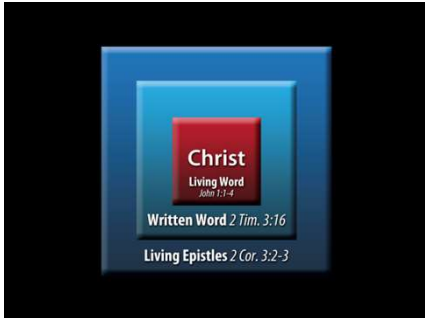 Christ
Living Word
John 1:1-4
Written Word 2 Tim. 3:16
Living Epistles 2 Cor. 3:2-3